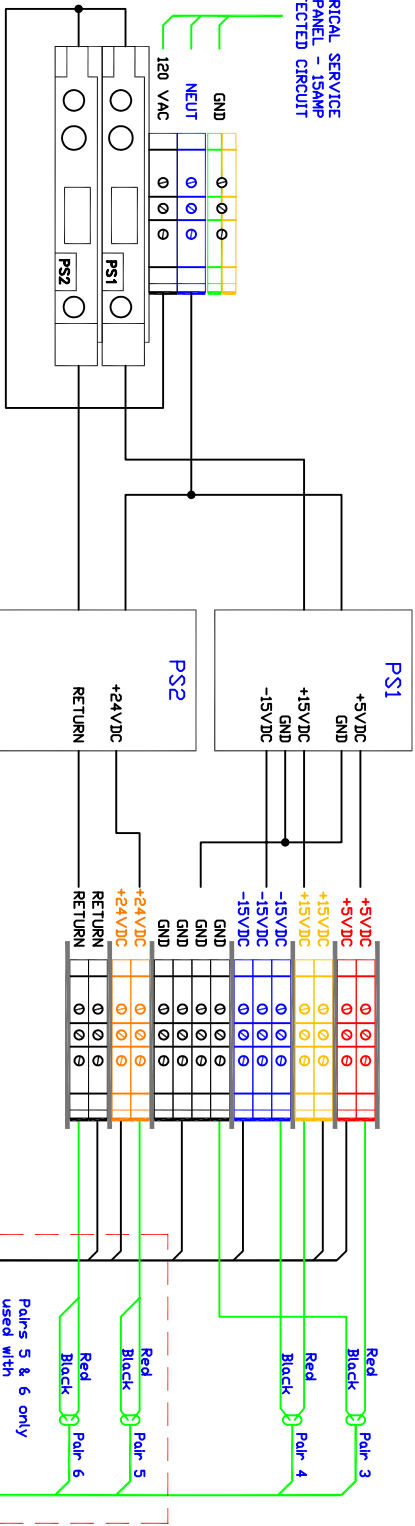 RICAL SERVICE
PANEL - 15AMP
ECTED CIRCUIT
GND
NEUT
120 VAC
PS1
PS2
PS1
+5VDC
GND
+15VDC
GND
-15VDC
PS2
+24VDC
RETURN
+5VDC
+5VDC
+15VDC
+15VDC
-15VDC
-15VDC
-15VDC
GND
GND
GND
GND
+24VDC
+24VDC
RETURN
RETURN
Red
Black
Pair 3
Red
Black
Pair 4
Red
Black
Pair 5
Red
Black
Pair 6
Pairs 5 & 6 only
used with